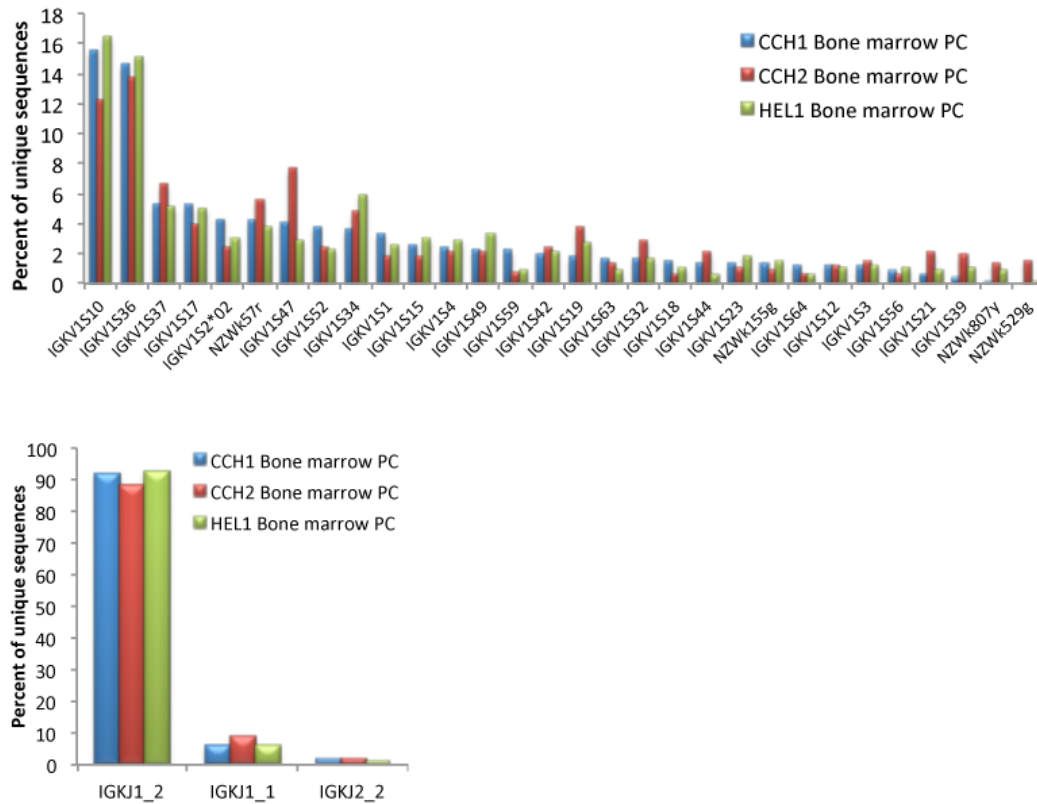 Percent of unique sequences
18
16
14
12
10
8
6
4
2
0
CCH1 Bone marrow PC
CCH2 Bone marrow PC
HEL1 Bone marrow PC
IGKV1S10
IGKV1S36
IGKV1S37
IGKV1S17
IGKV1S2*02
NZWk57r
IGKV1S47
IGKV1S52
IGKV1S34
IGKV1S1
IGKV1S15
IGKV1S4
IGKV1S49
IGKV1S59
IGKV1S42
IGKV1S19
IGKV1S63
IGKV1S32
IGKV1S18
IGKV1S44
IGKV1S23
NZWk155g
IGKV1S64
IGKV1S12
IGKV1S3
IGKV1S56
IGKV1S21
IGKV1S39
NZWk807y
NZWk529g
Percent of unique sequences
100
90
80
70
60
50
40
30
20
10
0
CCH1 Bone marrow PC
CCH2 Bone marrow PC
HEL1 Bone marrow PC
IGKJ1_2
IGKJ1_1
IGKJ2_2